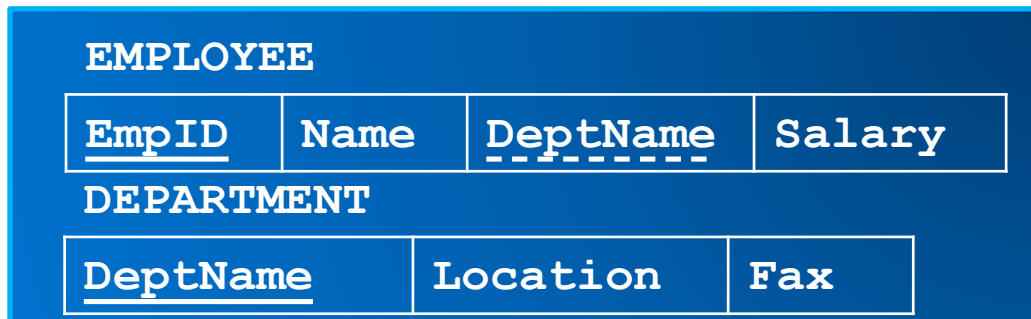 EMPLOYEE
EmpID Name DeptName Salary
DEPARTMENT
DeptName Location Fax